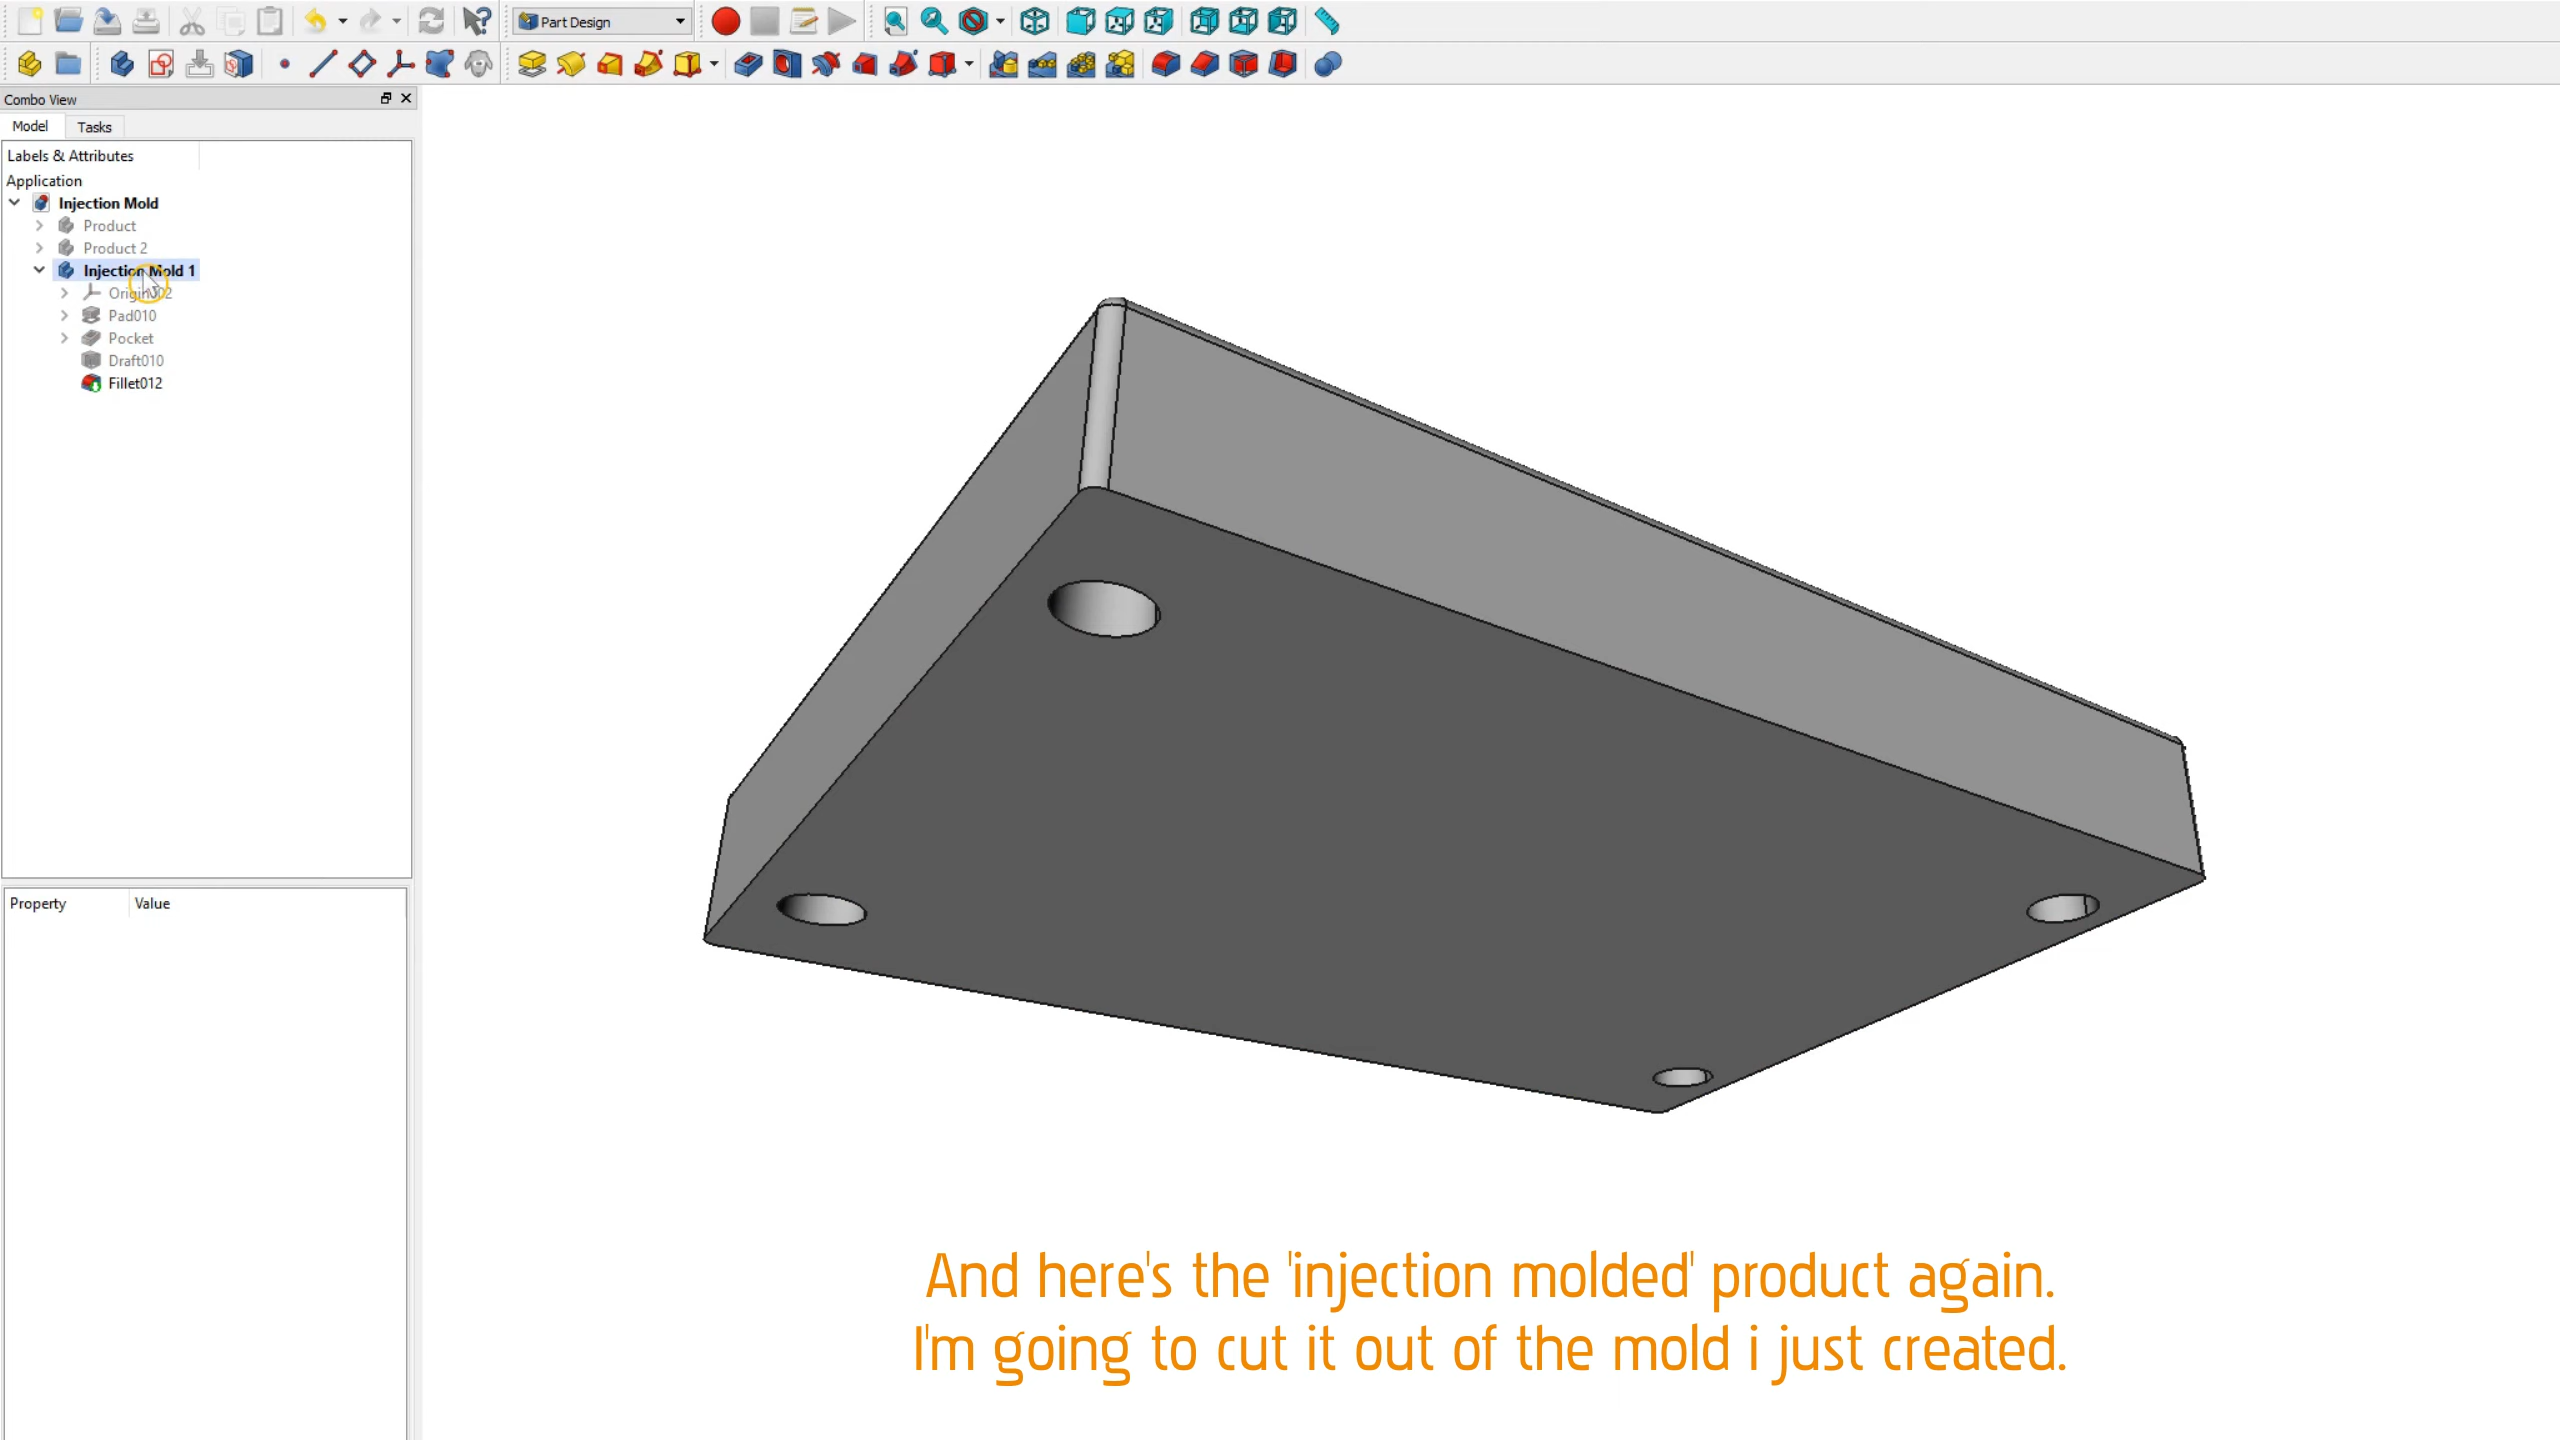 Part Design
Combo View
Model
Tasks
Labels & Attributes
Application
Injection Mold
Product
Product 2
Injection Mold 1
Pad010
Pocket
Draft010
Fillet012
Property
Value
And here's the 'injection molded' product again.
I'm going to cut it out of the mold i just created.